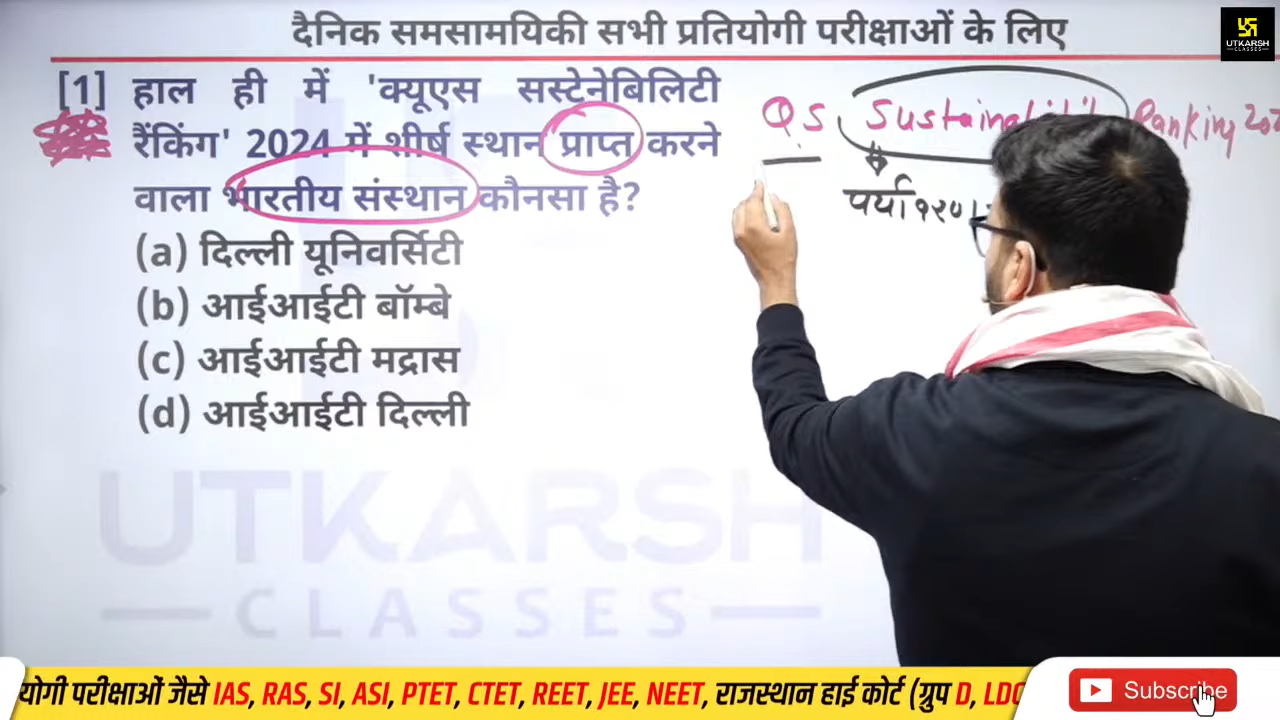 दैनिक समसामयिकी सभी प्रतियोगी परीक्षाओं के लिए
UTKARSH
CLASSES
[1] हाल ही में 'क्यूएस सस्टेनेबिलिटी
रैंकिंग' 2024 में शीर्ष स्थान प्राप्त करने
वाला भारतीय संस्थान कौनसा है?
(a) दिल्ली यूनिवर्सिटी
(b) आईआईटी बॉम्बे
(c) आईआईटी मद्रास
(d) आईआईटी दिल्ली
QS Ranking
UTKARSH
CLASSES
योगी परीक्षाओं जैसे IAS, RAS, SI, ASI, PTET, CTET, REET, JEE, NEET, राजस्थान हाई कोर्ट (ग्रुप D, LDC
Subscribe